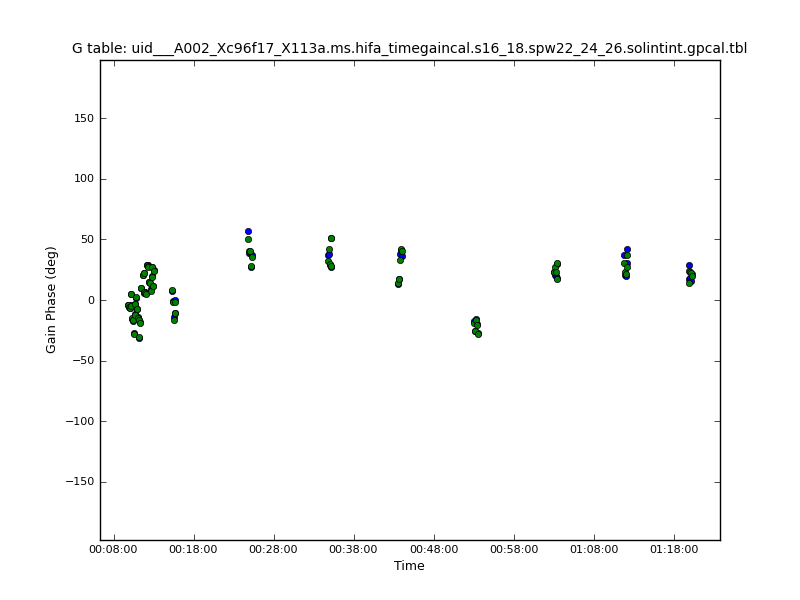 G table: uid___A002_Xc96f17_X113a.ms.hifa_timegaincal.s16_18.spw22_24_26.solintint.gpcal.tbl
Gain Phase (deg)
150
100
50
0
−50
−100
−150
00:08:00 00:18:00 00:28:00 00:38:00 00:48:00 00:58:00 01:08:00 01:18:00
Time